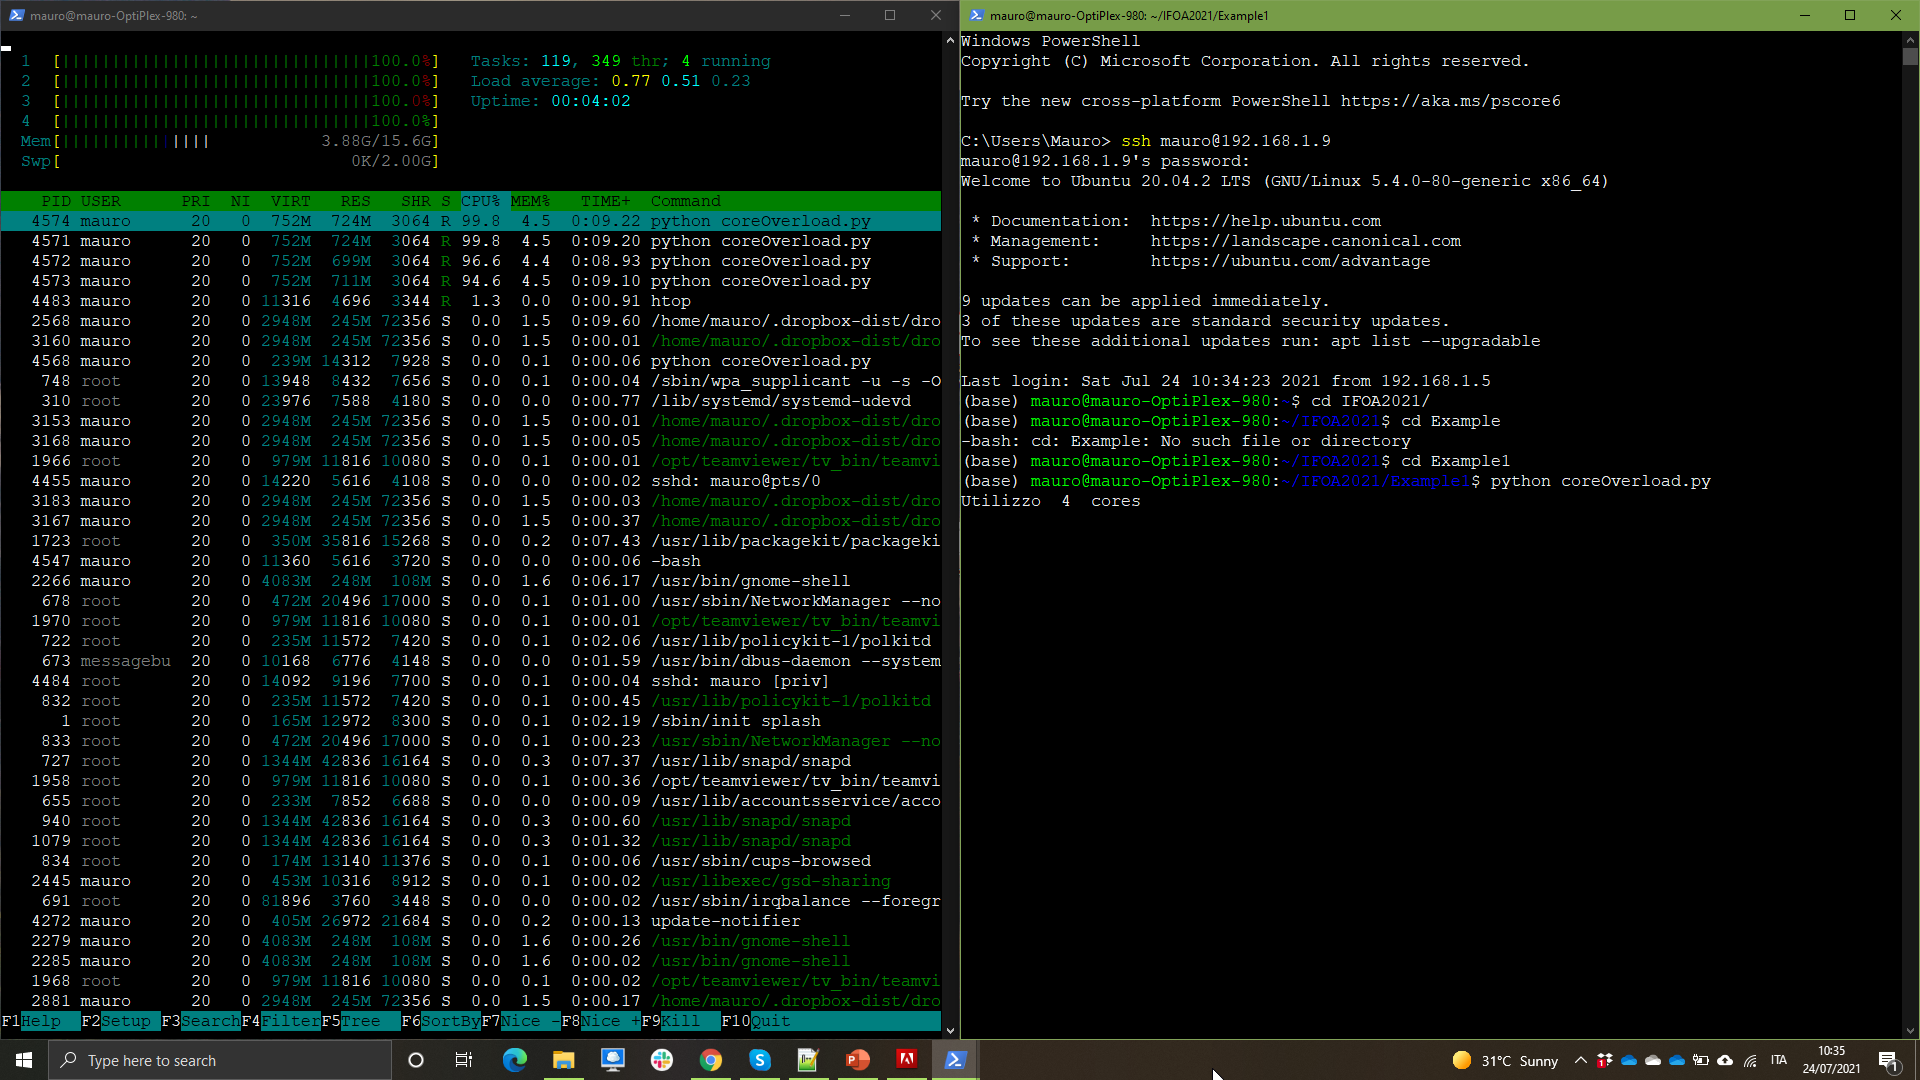 mauro@mauro-OptiPlex-980: ~
1 [||||||||||||||||||||||||||||||||100.0%]
2 [||||||||||||||||||||||||||||||||100.0%]
3 [||||||||||||||||||||||||||||||||100.0%]
4 [||||||||||||||||||||||||||||||||100.0%]
Mem[|||||||||||||| 3.88G/15.6G]
Swp[ 0K/2.00G]
Tasks: 119, 349 thr; 4 running
Load average: 0.77 0.51 0.23
Uptime: 00:04:02
PID USER PRI NI VIRT RES SHR S CPU% MEM% TIME+ Command
4574 mauro 20 0 752M 724M 3064 R 99.8 4.5 0:09.22 python coreOverload.py
4571 mauro 20 0 752M 724M 3064 R 99.8 4.5 0:09.20 python coreOverload.py
4572 mauro 20 0 752M 699M 3064 R 96.6 4.4 0:08.93 python coreOverload.py
4573 mauro 20 0 752M 711M 3064 R 94.6 4.5 0:09.10 python coreOverload.py
4483 mauro 20 0 11316 4696 3344 R 1.3 0.0 0:00.91 htop
2568 mauro 20 0 2948M 245M 72356 S 0.0 1.5 0:09.60 /home/mauro/.dropbox-dist/dro
3160 mauro 20 0 2948M 245M 72356 S 0.0 1.5 0:00.01 /home/mauro/.dropbox-dist/dro
4568 mauro 20 0 239M 14312 7928 S 0.0 0.1 0:00.06 python coreOverload.py
748 root 20 0 13948 8432 7656 S 0.0 0.1 0:00.04 /sbin/wpa_supplicant -u -s -O
310 root 20 0 23976 7588 4180 S 0.0 0.0 0:00.77 /lib/systemd/systemd-udevd
3153 mauro 20 0 2948M 245M 72356 S 0.0 1.5 0:00.01 /home/mauro/.dropbox-dist/dro
3168 mauro 20 0 2948M 245M 72356 S 0.0 1.5 0:00.05 /home/mauro/.dropbox-dist/dro
1966 root 20 0 979M 11816 10080 S 0.0 0.1 0:00.01 /opt/teamviewer/tv_bin/teamvi
4455 mauro 20 0 14220 5616 4108 S 0.0 0.0 0:00.02 sshd: mauro@pts/0
3183 mauro 20 0 2948M 245M 72356 S 0.0 1.5 0:00.03 /home/mauro/.dropbox-dist/dro
3167 mauro 20 0 2948M 245M 72356 S 0.0 1.5 0:00.37 /home/mauro/.dropbox-dist/dro
1723 root 20 0 350M 35816 15268 S 0.0 0.2 0:07.43 /usr/lib/packagekit/packageki
4547 mauro 20 0 11360 5616 3720 S 0.0 0.0 0:00.06 -bash
2266 mauro 20 0 4083M 248M 108M S 0.0 1.6 0:06.17 /usr/bin/gnome-shell
678 root 20 0 472M 20496 17000 S 0.0 0.1 0:01.00 /usr/sbin/NetworkManager --no
1970 root 20 0 979M 11816 10080 S 0.0 0.1 0:00.01 /opt/teamviewer/tv_bin/teamvi
722 root 20 0 235M 11572 7420 S 0.0 0.1 0:02.06 /usr/lib/policykit-1/polkitd
673 messagebu 20 0 10168 6776 4148 S 0.0 0.0 0:01.59 /usr/bin/dbus-daemon --system
4484 root 20 0 14092 9196 7700 S 0.0 0.1 0:00.04 sshd: mauro [priv]
832 root 20 0 235M 11572 7420 S 0.0 0.1 0:00.45 /usr/lib/policykit-1/polkitd
1 root 20 0 165M 12972 8300 S 0.0 0.1 0:02.19 /sbin/init splash
833 root 20 0 472M 20496 17000 S 0.0 0.1 0:00.23 /usr/sbin/NetworkManager --no
727 root 20 0 1344M 42836 16164 S 0.0 0.3 0:07.37 /usr/lib/snapd/snapd
1958 root 20 0 979M 11816 10080 S 0.0 0.1 0:00.36 /opt/teamviewer/tv_bin/teamvi
655 root 20 0 233M 7852 6688 S 0.0 0.0 0:00.09 /usr/lib/accountsservice/acco
940 root 20 0 1344M 42836 16164 S 0.0 0.3 0:00.60 /usr/lib/snapd/snapd
1079 root 20 0 1344M 42836 16164 S 0.0 0.3 0:01.32 /usr/lib/snapd/snapd
834 root 20 0 174M 13140 11376 S 0.0 0.1 0:00.06 /usr/sbin/cups-browsed
2445 mauro 20 0 453M 10316 8912 S 0.0 0.1 0:00.02 /usr/libexec/gsd-sharing
691 root 20 0 81896 3760 3448 S 0.0 0.0 0:00.02 /usr/sbin/irqbalance --foregr
4272 mauro 20 0 405M 26972 21684 S 0.0 0.2 0:00.13 update-notifier
2279 mauro 20 0 4083M 248M 108M S 0.0 1.6 0:00.26 /usr/bin/gnome-shell
2285 mauro 20 0 4083M 248M 108M S 0.0 1.6 0:00.02 /usr/bin/gnome-shell
1968 root 20 0 979M 11816 10080 S 0.0 0.1 0:00.02 /opt/teamviewer/tv_bin/teamvi
2881 mauro 20 0 2948M 245M 72356 S 0.0 1.5 0:00.17 /home/mauro/.dropbox-dist/dro
F1Help F2Setup F3SearchF4FilterF5Tree F6SortByF7Nice -F8Nice +F9Kill F10Quit
mauro@mauro-OptiPlex-980: ~/IFOA2021/Example1
Windows PowerShell
Copyright (C) Microsoft Corporation. All rights reserved.
Try the new cross-platform PowerShell https://aka.ms/pscore6
C:\Users\Mauro> ssh mauro@192.168.1.9
mauro@192.168.1.9's password:
Welcome to Ubuntu 20.04.2 LTS (GNU/Linux 5.4.0-80-generic x86_64)
* Documentation: https://help.ubuntu.com
* Management: https://landscape.canonical.com
* Support: https://ubuntu.com/advantage
9 updates can be applied immediately.
3 of these updates are standard security updates.
To see these additional updates run: apt list --upgradable
Last login: Sat Jul 24 10:34:23 2021 from 192.168.1.5
(base) mauro@mauro-OptiPlex-980:~$ cd IFOA2021/
(base) mauro@mauro-OptiPlex-980:~/IFOA2021$ cd Example
-bash: cd: Example: No such file or directory
(base) mauro@mauro-OptiPlex-980:~/IFOA2021$ cd Example1
(base) mauro@mauro-OptiPlex-980:~/IFOA2021/Example1$ python coreOverload.py
Utilizzo 4 cores
Type here to search
31°C Sunny
ITA
10:35
24/07/2021
1